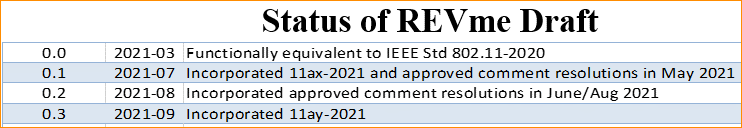 Status of REVme Draft
0.0 2021-03 Functionally equivalent to IEEE Std 802.11-2020
0.1 2021-07 Incorporated 11ax-2021 and approved comment resolutions in May 2021
0.2 2021-08 Incorporated approved comment resolutions in June/Aug 2021
0.3 2021-09 Incorporated 11ay-2021